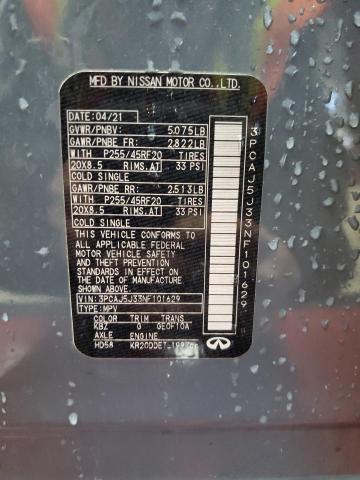 MFD BY NISSAN MOTOR CO.,LTD.
DATE: 04/21
GVWR/PNBV: 5,075LB
GAWR/PNBE FR: 2,822LB
WITH P255/45RF20 TIRES
20X8.5 RIMS,AT 33 PSI
COLD SINGLE
GAWR/PNBE RR: 2,513LB
WITH P255/45RF20 TIRES
20X8.5 RIMS,AT 33 PSI
COLD SINGLE
THIS VEHICLE CONFORMS TO
ALL APPLICABLE FEDERAL
MOTOR VEHICLE SAFETY
AND THEFT PREVENTION
STANDARDS IN EFFECT ON
THE DATE OF MANUFACTURE
SHOWN ABOVE.
VIN: 3PCAJ5J33NF101629
TYPE: MPV
COLOR TRIM TRANS
KBZ G GE0F10A
AXLE ENGINE
HD58
3PCAJ5J33NF101629